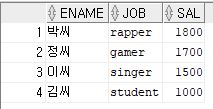 ENAME JOB SAL
1 박씨 rapper 1800
2 정씨 gamer 1700
3 이씨 singer 1500
4 김씨 student 1000